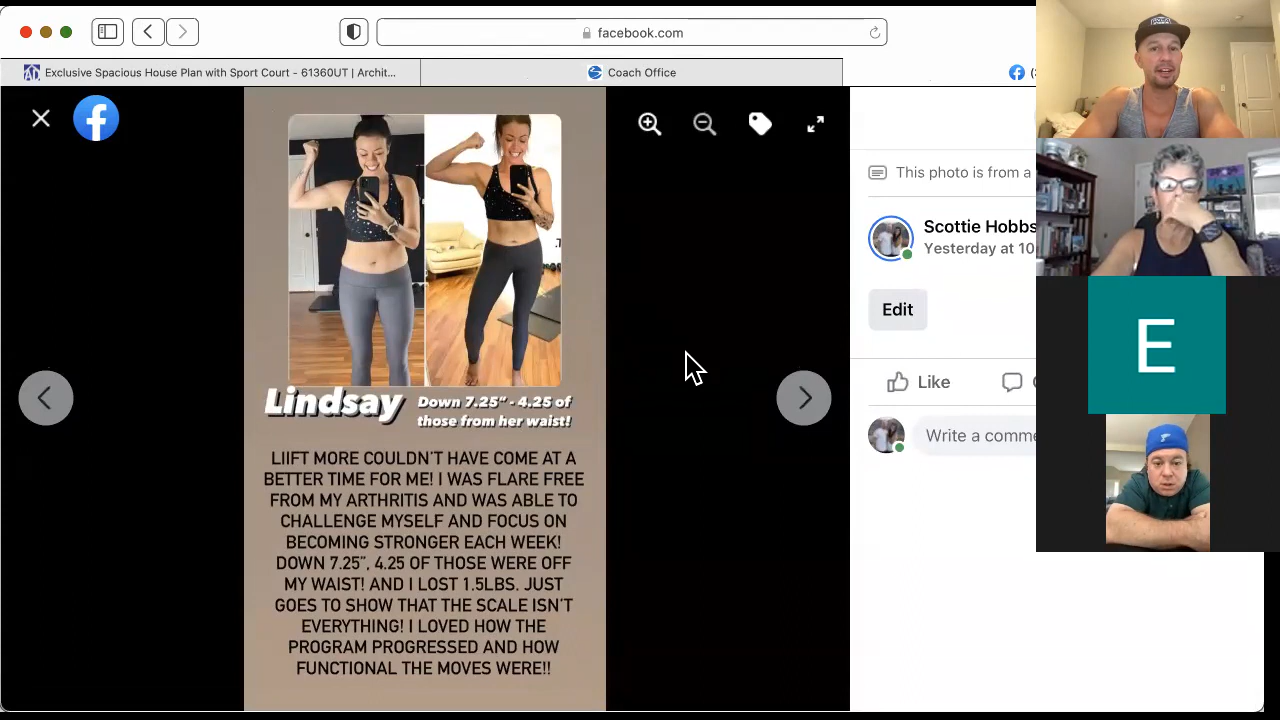 facebook.com
Exclusive Spacious House Plan with Sport Court - 61360UT | Archit...
Coach Office
This photo is from a
Scottie Hobbs
Yesterday at 10
Edit
Like
Write a comme
Lindsay
Down 7.25" - 4.25 of
those from her waist!
LIIFT MORE COULDN'T HAVE COME AT A
BETTER TIME FOR ME! I WAS FLARE FREE
FROM MY ARTHRITIS AND WAS ABLE TO
CHALLENGE MYSELF AND FOCUS ON
BECOMING STRONGER EACH WEEK!
DOWN 7.25", 4.25 OF THOSE WERE OFF
MY WAIST! AND I LOST 1.5LBS. JUST
GOES TO SHOW THAT THE SCALE ISN'T
EVERYTHING! I LOVED HOW THE
PROGRAM PROGRESSED AND HOW
FUNCTIONAL THE MOVES WERE!!
E